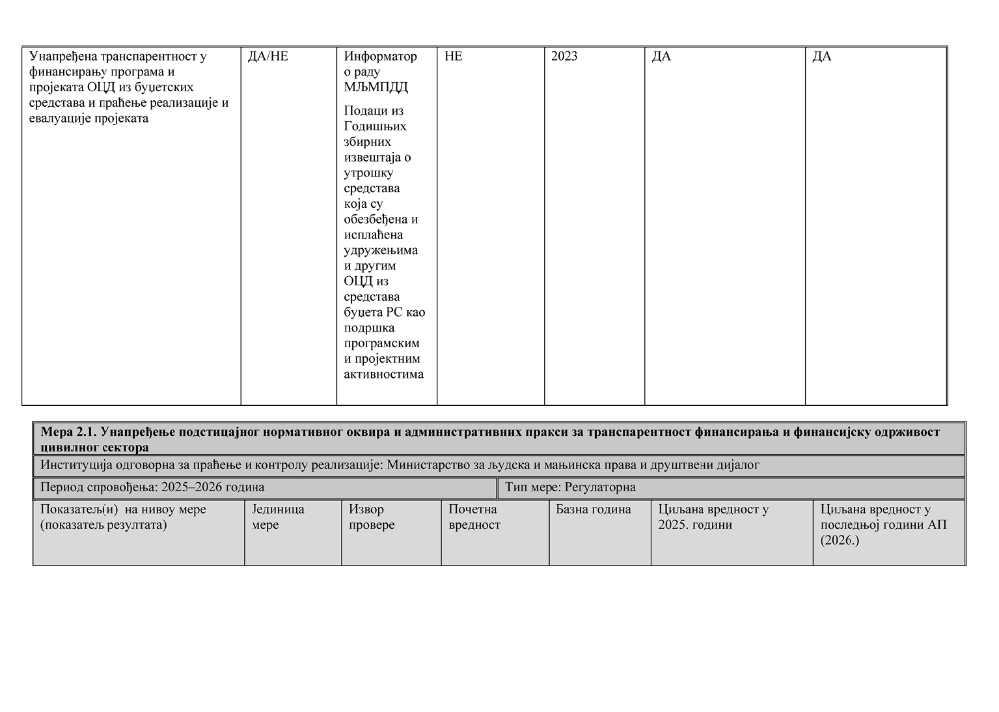 Унапређена транспарентност у
финансирању програма и
пројеката ОЦД из буџетских
средстава и праћење реализације и
евалуације пројеката
ДА/НЕ
Информатор
о раду
МЉМПДД
Подаци из
Годишњих
збирних
извештаја о
утрошку
средстава
која су
обезбеђена и
исплаћена
удружењима
и другим
ОЦД из
средстава
буџета РС као
подршка
програмским
и пројектним
активностима
НЕ
2023
ДА
ДА
Мера 2.1. Унапређење подстицајног нормативног оквира и административних пракси за транспарентност финансирања и финансијску одрживост
цивилног сектора
Институција одговорна за праћење и контролу реализације: Министарство за људска и мањинска права и друштвени дијалог
Период спровођења: 2025–2026 година
Тип мере: Регулаторна
Показатељ(и) на нивоу мере
(показатељ резултата)
Јединица
мере
Извор
провере
Почетна
вредност
Базна година
Циљана вредност у
2025. години
Циљана вредност у
последњој години АП
(2026.)